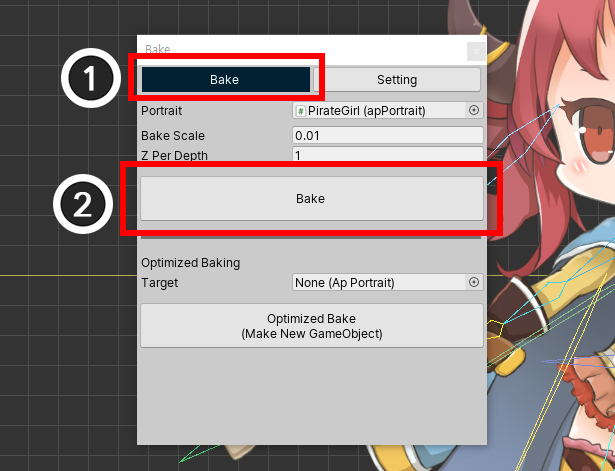 Bake
1
Bake
Setting
Portrait
PirateGirl (apPortrait)
Bake Scale
0.01
Z Per Depth
1
2
Bake
Optimized Baking
Target
None (Ap Portrait)
Optimized Bake
(Make New GameObject)